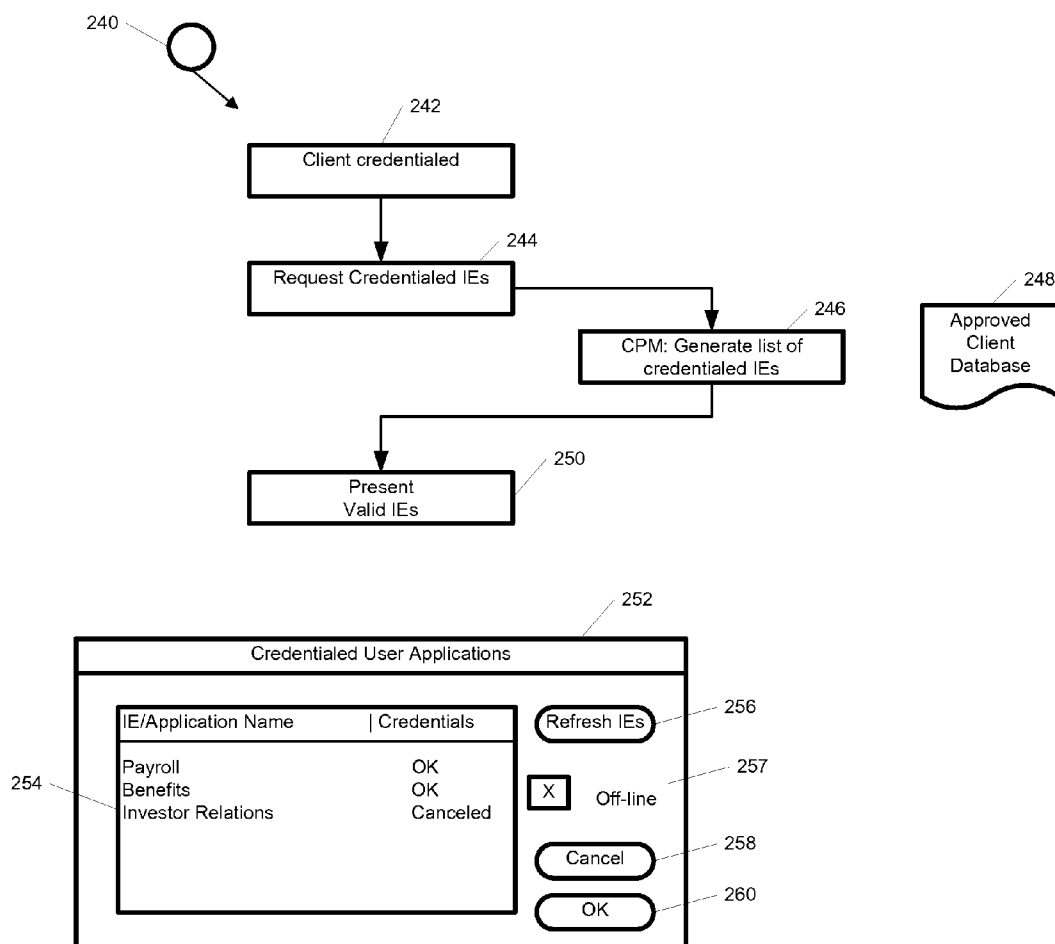 240
242
Client credentialed
244
Request Credentialed IEs
246
248
CPM: Generate list of
credentialed IEs
Approved
Client
Database
250
Present
Valid IEs
252
Credentialed User Applications
IE/Application Name | Credentials
Refresh IEs
256
254
Payroll OK
Benefits OK
Investor Relations Canceled
X Off-line
257
Cancel
258
OK
260